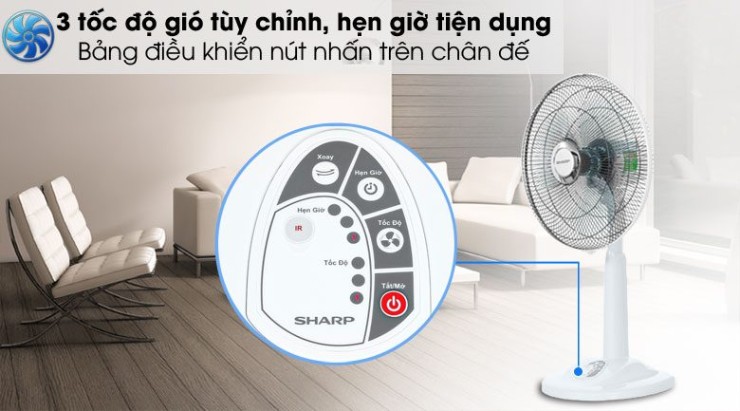 3 tốc độ gió tùy chỉnh, hẹn giờ tiện dụng
Bảng điều khiển nút nhấn trên chân đế
Xoay
Hẹn Giờ
Hẹn Giờ
IR
Tốc Độ
Tốc Độ
Tắt/Mở
SHARP
SHARP